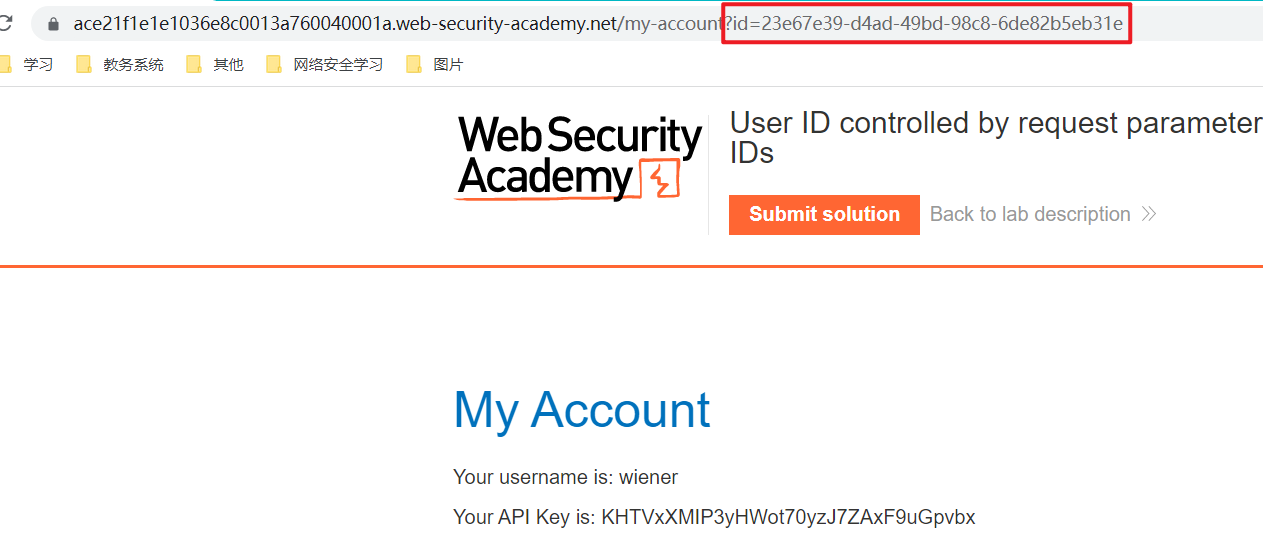 ace21f1e1e1036e8c0013a760040001a.web-security-academy.net/my-account?id=23e67e39-d4ad-49bd-98c8-6de82b5eb31e
学习 教务系统 其他 网络安全学习 图片
WebSecurity
Academy
User ID controlled by request parameter
IDs
Submit solution Back to lab description
My Account
Your username is: wiener
Your API Key is: KHTVxXMIP3yHWot70yzJ7ZAxF9uGpvbx